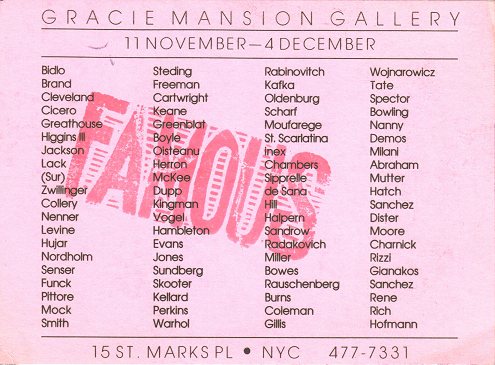 GRACIE MANSION GALLERY
11 NOVEMBER—4 DECEMBER
FAMOUS
Bidlo
Brand
Cleveland
Cicero
Greathouse
Higgins III
Jackson
Lack
(Sur)
Zwillinger
Collery
Nenner
Levine
Hujar
Nordholm
Senser
Funck
Pittore
Mock
Smith
Steding
Freeman
Cartwright
Keane
Greenblat
Boyle
Oisteanu
Herron
McKee
Dupp
Kingman
Vogel
Hambleton
Evans
Jones
Sundberg
Skooter
Kellard
Perkins
Warhol
Rabinovitch
Kafka
Oldenburg
Scharf
Moufarege
St. Scarlatina
Inex
Chambers
Sipprelle
de Sana
Hill
Halpern
Sandrow
Radakovich
Miller
Bowes
Rauschenberg
Burns
Coleman
Gillis
Wojnarowicz
Tate
Spector
Bowling
Nanny
Demos
Milani
Abraham
Mutter
Hatch
Sanchez
Dister
Moore
Charnick
Rizzi
Gianakos
Sanchez
Rene
Rich
Hofmann
15 ST. MARKS PL • NYC 477-7331